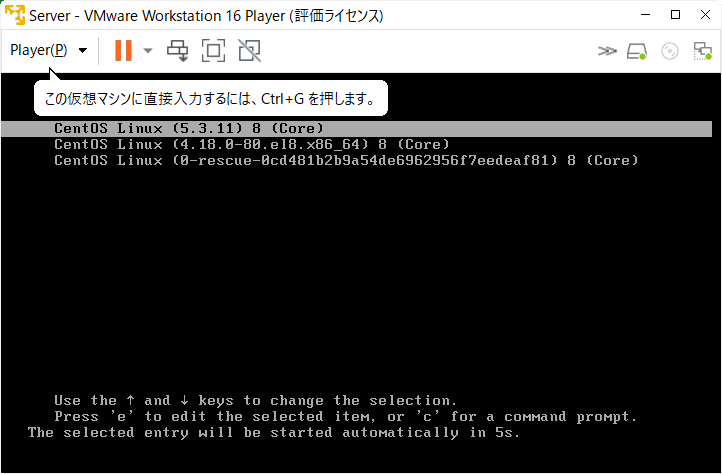 Server - VMware Workstation 16 Player (評価ライセンス)
Player(P)
この仮想マシンに直接入力するには、Ctrl+G を押します。
CentOS Linux (5.3.11) 8 (Core)
CentOS Linux (4.18.0-80.el8.x86_64) 8 (Core)
CentOS Linux (0-rescue-0cd481b2b9a54de6962956f7eedeaf81) 8 (Core)
Use the ↑ and ↓ keys to change the selection.
Press 'e' to edit the selected item, or 'c' for a command prompt.
The selected entry will be started automatically in 5s.